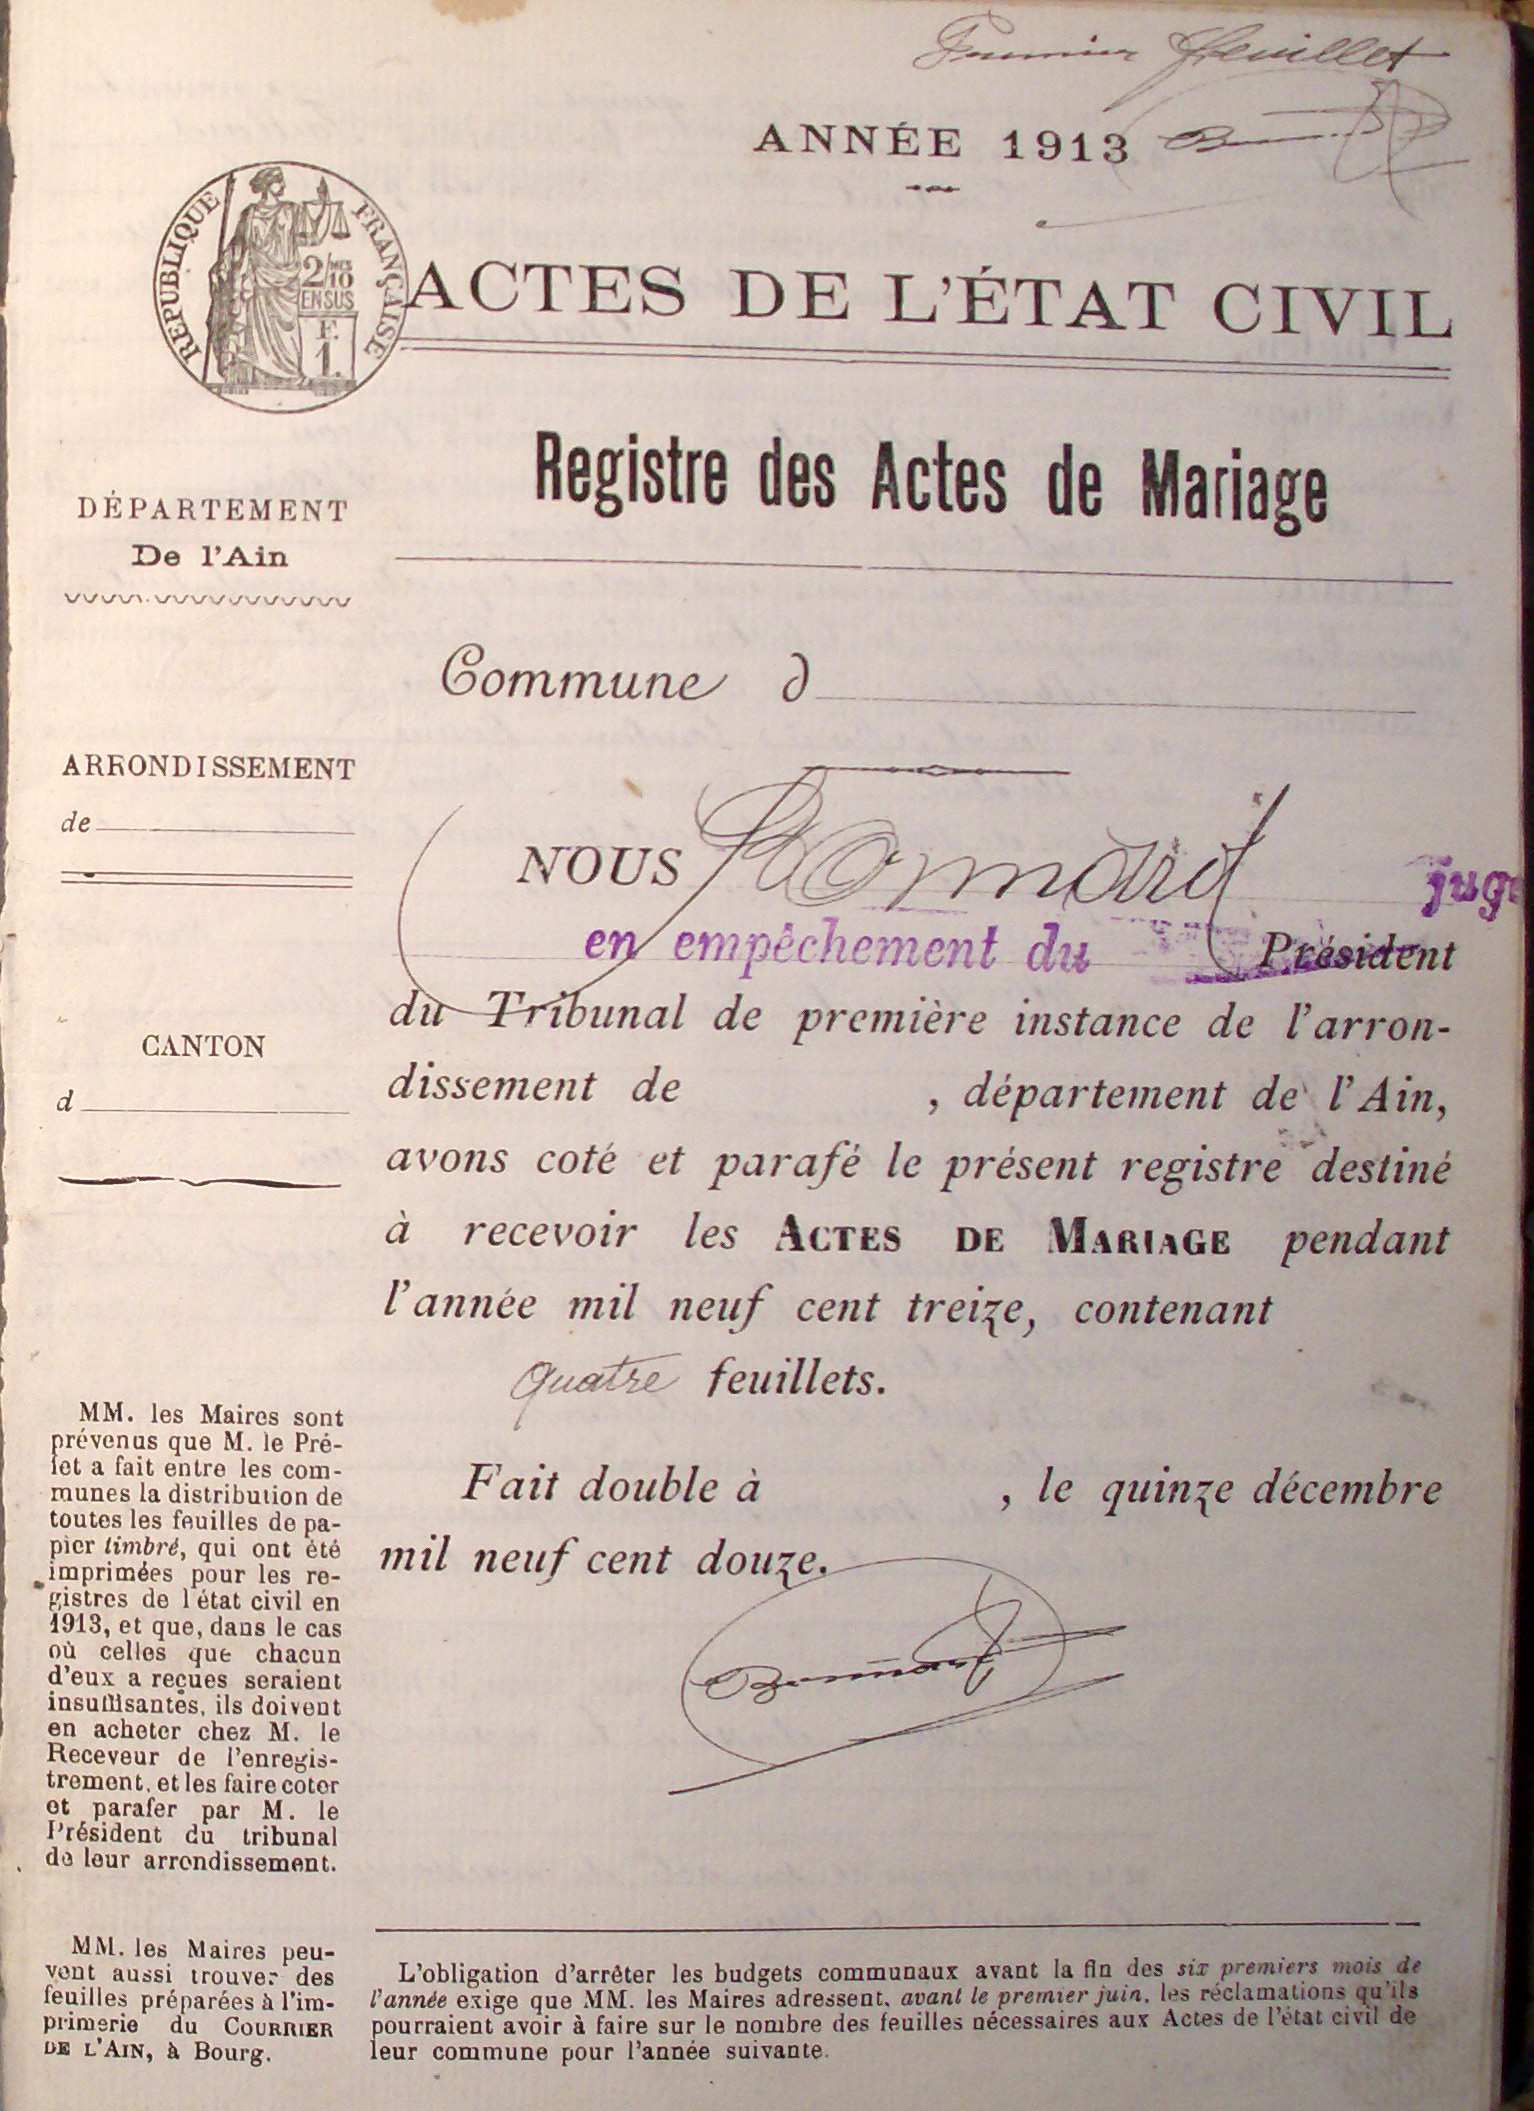 Premier feuillet
ANNÉE 1913
RÉPUBLIQUE FRANÇAISE
2/10 MES
EN SUS
F.
1.
ACTES DE L'ÉTAT CIVIL
Registre des Actes de Mariage
DÉPARTEMENT
De l'Ain
Commune d
ARRONDISSEMENT
de
NOUS juge
en empêchement du Président
du Tribunal de première instance de l'arron-
dissement de , département de l'Ain,
avons coté et parafé le présent registre destiné
à recevoir les ACTES DE MARIAGE pendant
l'année mil neuf cent treize, contenant
quatre feuillets.
Fait double à , le quinze décembre
mil neuf cent douze.
CANTON
d
MM. les Maires sont
prévenus que M. le Pré-
fet a fait entre les com-
munes la distribution de
toutes les feuilles de pa-
pier timbré, qui ont été
imprimées pour les re-
gistres de l'état civil en
1913, et que, dans le cas
où celles que chacun
d'eux a reçues seraient
insuffisantes, ils doivent
en acheter chez M. le
Receveur de l'enregis-
trement, et les faire coter
et parafer par M. le
Président du tribunal
de leur arrondissement.
MM. les Maires peu-
vent aussi trouver des
feuilles préparées à l'im-
primerie du COURRIER
DE L'AIN, à Bourg.
L'obligation d'arrêter les budgets communaux avant la fin des six premiers mois de
l'année exige que MM. les Maires adressent, avant le premier juin, les réclamations qu'ils
pourraient avoir à faire sur le nombre des feuilles nécessaires aux Actes de l'état civil de
leur commune pour l'année suivante.